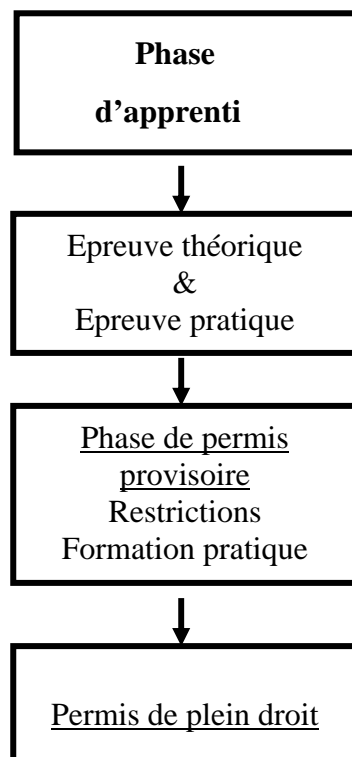 Phase
d'apprenti
Epreuve théorique
&
Epreuve pratique
Phase de permis
provisoire
Restrictions
Formation pratique
Permis de plein droit